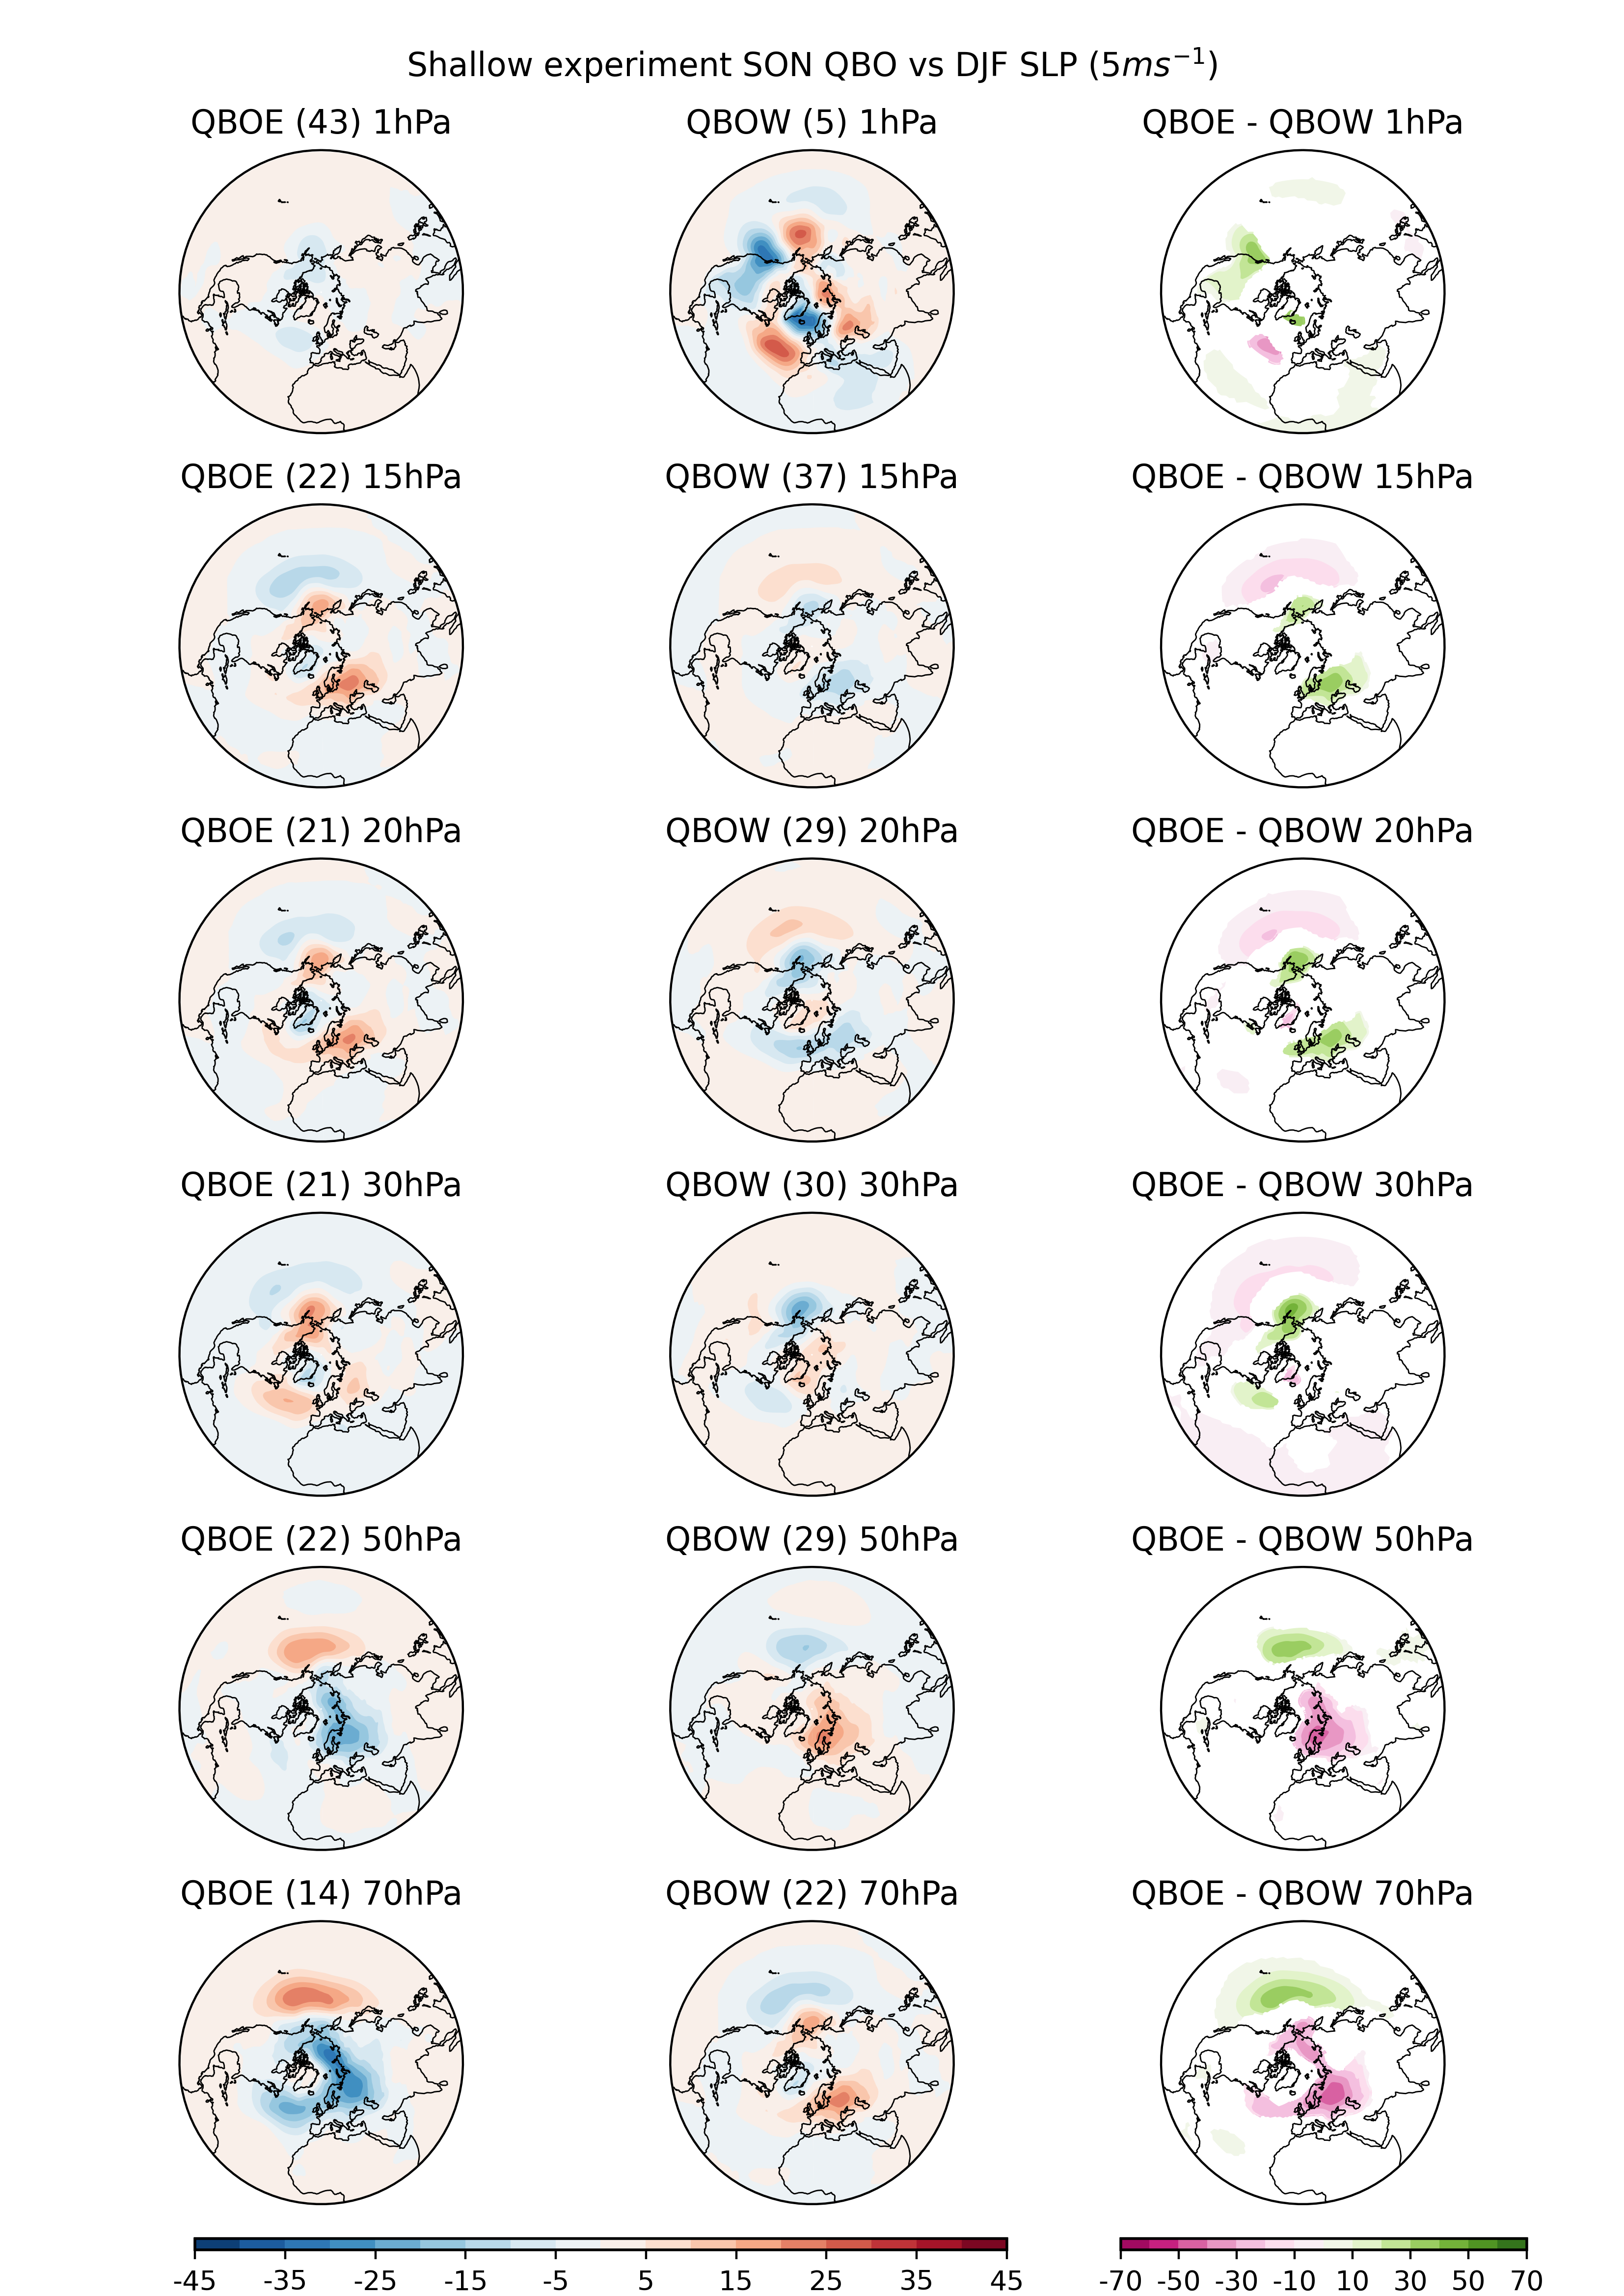 Shallow experiment SON QBO vs DJF SLP (5ms⁻¹)
QBOE (43) 1hPa QBOW (5) 1hPa QBOE - QBOW 1hPa
QBOE (22) 15hPa QBOW (37) 15hPa QBOE - QBOW 15hPa
QBOE (21) 20hPa QBOW (29) 20hPa QBOE - QBOW 20hPa
QBOE (21) 30hPa QBOW (30) 30hPa QBOE - QBOW 30hPa
QBOE (22) 50hPa QBOW (29) 50hPa QBOE - QBOW 50hPa
QBOE (14) 70hPa QBOW (22) 70hPa QBOE - QBOW 70hPa
-45 -35 -25 -15 -5 5 15 25 35 45 -70 -50 -30 -10 10 30 50 70